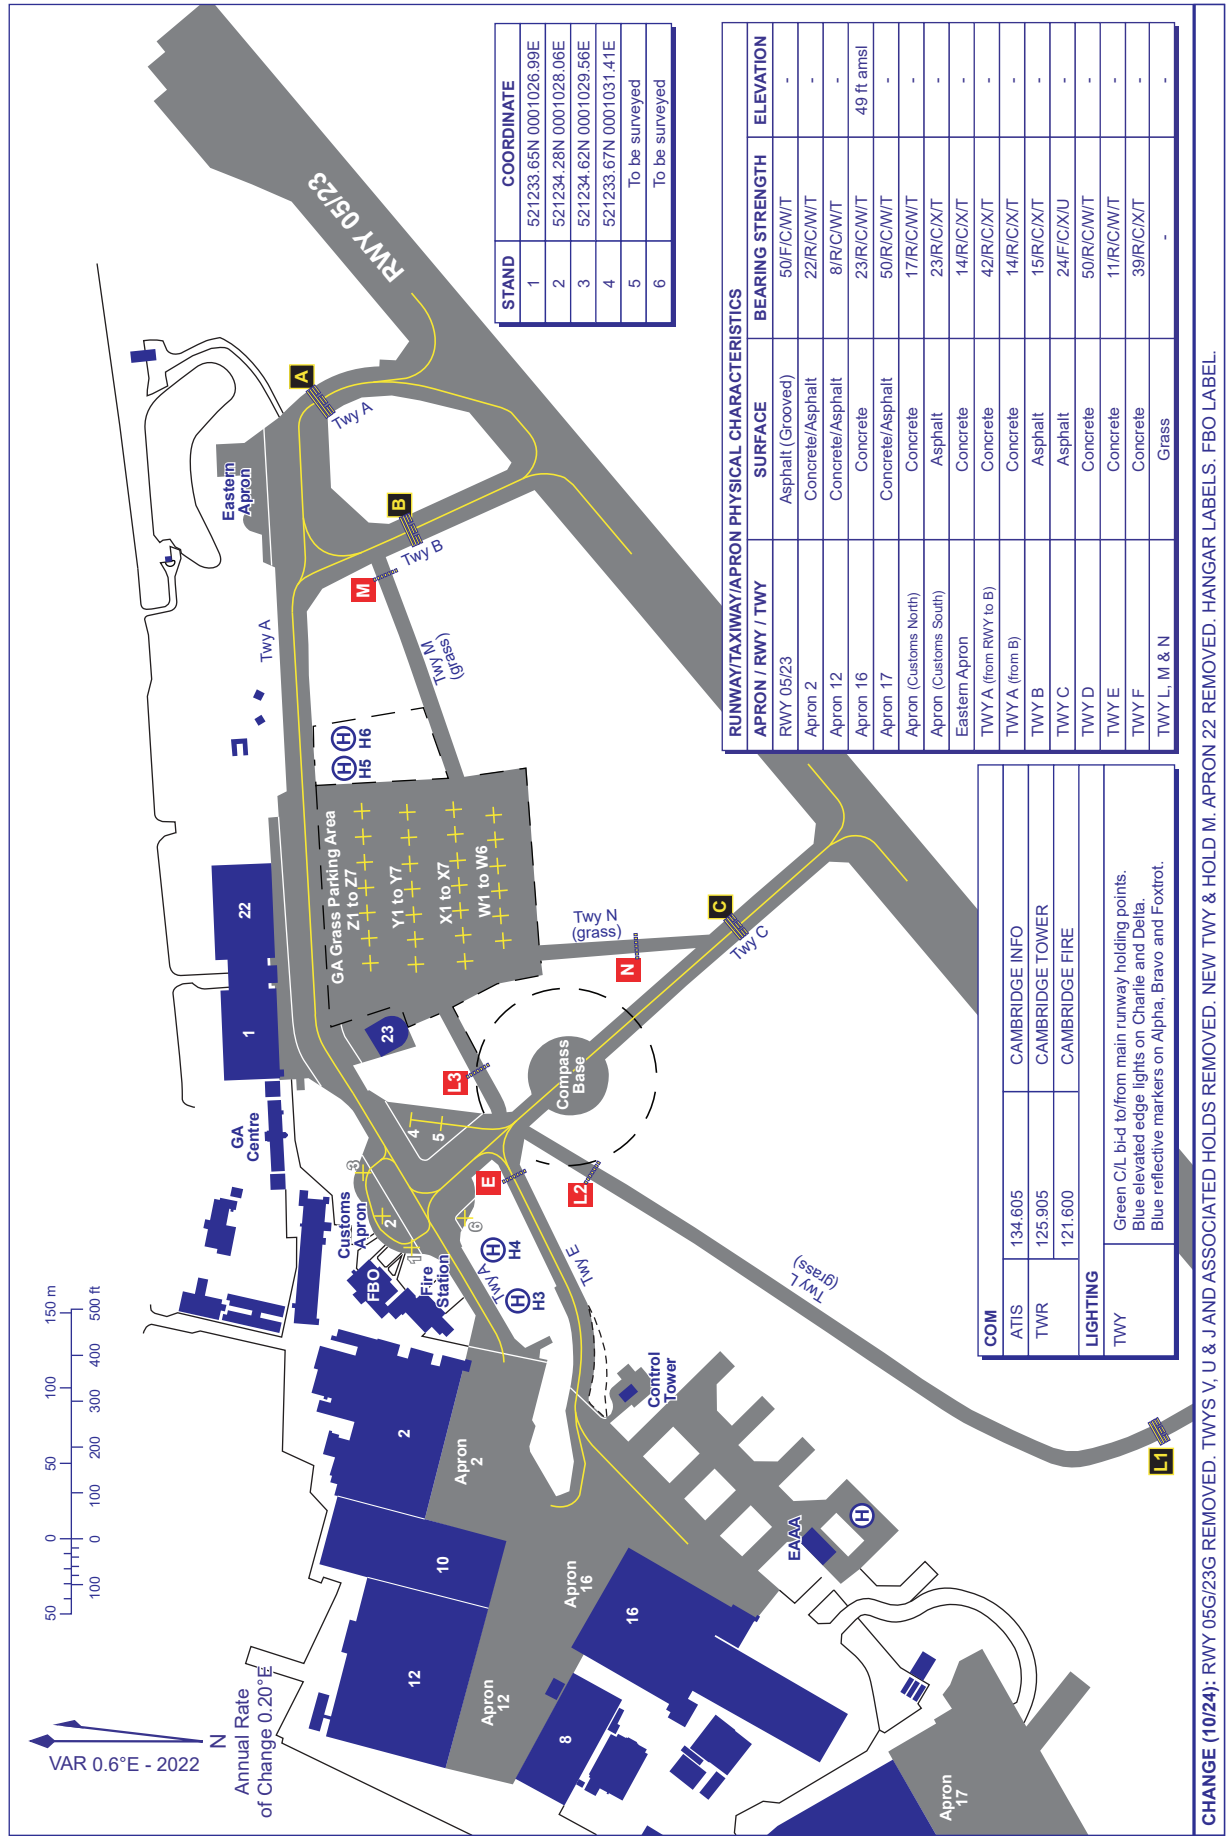 VAR 0.6°E - 2022
N
Annual Rate
of Change 0.20°E
50 0 50 100 150 m
100 0 100 200 300 400 500 ft
12
10
2
8
16
Apron
12
Apron
16
Apron
2
Apron
17
FBO
Fire
Station
Customs
Apron
GA
Centre
1
22
23
1
2
3
4
5
6
Twy A
H H4
H H3
Twy E
E
L2
L3
Compass
Base
Twy L
(grass)
L1
Control
Tower
EAAA
H
GA Grass Parking Area
Z1 to Z7
Y1 to Y7
X1 to X7
W1 to W6
H H5
H H6
Twy N
(grass)
N
C
Twy C
Twy M
(grass)
M
Twy A
B
Twy B
Eastern
Apron
A
Twy A
RWY 05/23
STAND COORDINATE
1 521233.65N 0001026.99E
2 521234.28N 0001028.06E
3 521234.62N 0001029.56E
4 521233.67N 0001031.41E
5 To be surveyed
6 To be surveyed
RUNWAY/TAXIWAY/APRON PHYSICAL CHARACTERISTICS
APRON / RWY / TWY SURFACE BEARING STRENGTH ELEVATION
RWY 05/23 Asphalt (Grooved) 50/F/C/W/T -
Apron 2 Concrete/Asphalt 22/R/C/W/T -
Apron 12 Concrete/Asphalt 8/R/C/W/T -
Apron 16 Concrete 23/R/C/W/T 49 ft amsl
Apron 17 Concrete/Asphalt 50/R/C/W/T -
Apron (Customs North) Concrete 17/R/C/W/T -
Apron (Customs South) Asphalt 23/R/C/X/T -
Eastern Apron Concrete 14/R/C/X/T -
TWY A (from RWY to B) Concrete 42/R/C/X/T -
TWY A (from B) Concrete 14/R/C/X/T -
TWY B Asphalt 15/R/C/X/T -
TWY C Asphalt 24/F/C/X/U -
TWY D Concrete 50/R/C/W/T -
TWY E Concrete 11/R/C/W/T -
TWY F Concrete 39/R/C/X/T -
TWY L, M & N Grass - -
COM
ATIS 134.605 CAMBRIDGE INFO
TWR 125.905 CAMBRIDGE TOWER
121.600 CAMBRIDGE FIRE
LIGHTING
TWY Green C/L bi-d to/from main runway holding points.
Blue elevated edge lights on Charlie and Delta.
Blue reflective markers on Alpha, Bravo and Foxtrot.
CHANGE (10/24): RWY 05G/23G REMOVED. TWYS V, U & J AND ASSOCIATED HOLDS REMOVED. NEW TWY & HOLD M. APRON 22 REMOVED. HANGAR LABELS. FBO LABEL.